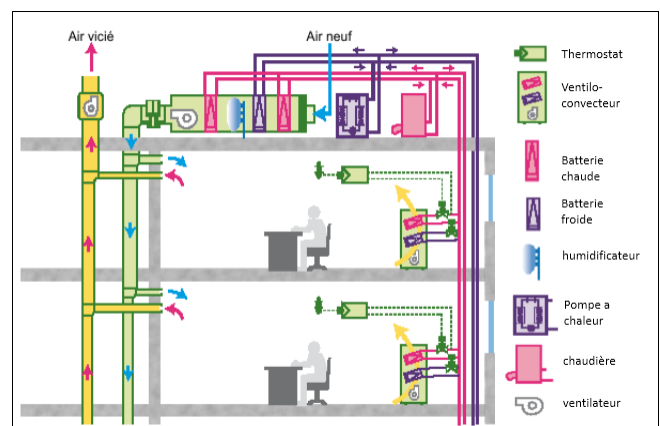 Air vicié
Air neuf
Thermostat
Ventilo-
convecteur
Batterie
chaude
Batterie
froide
humidificateur
Pompe a
chaleur
chaudière
ventilateur